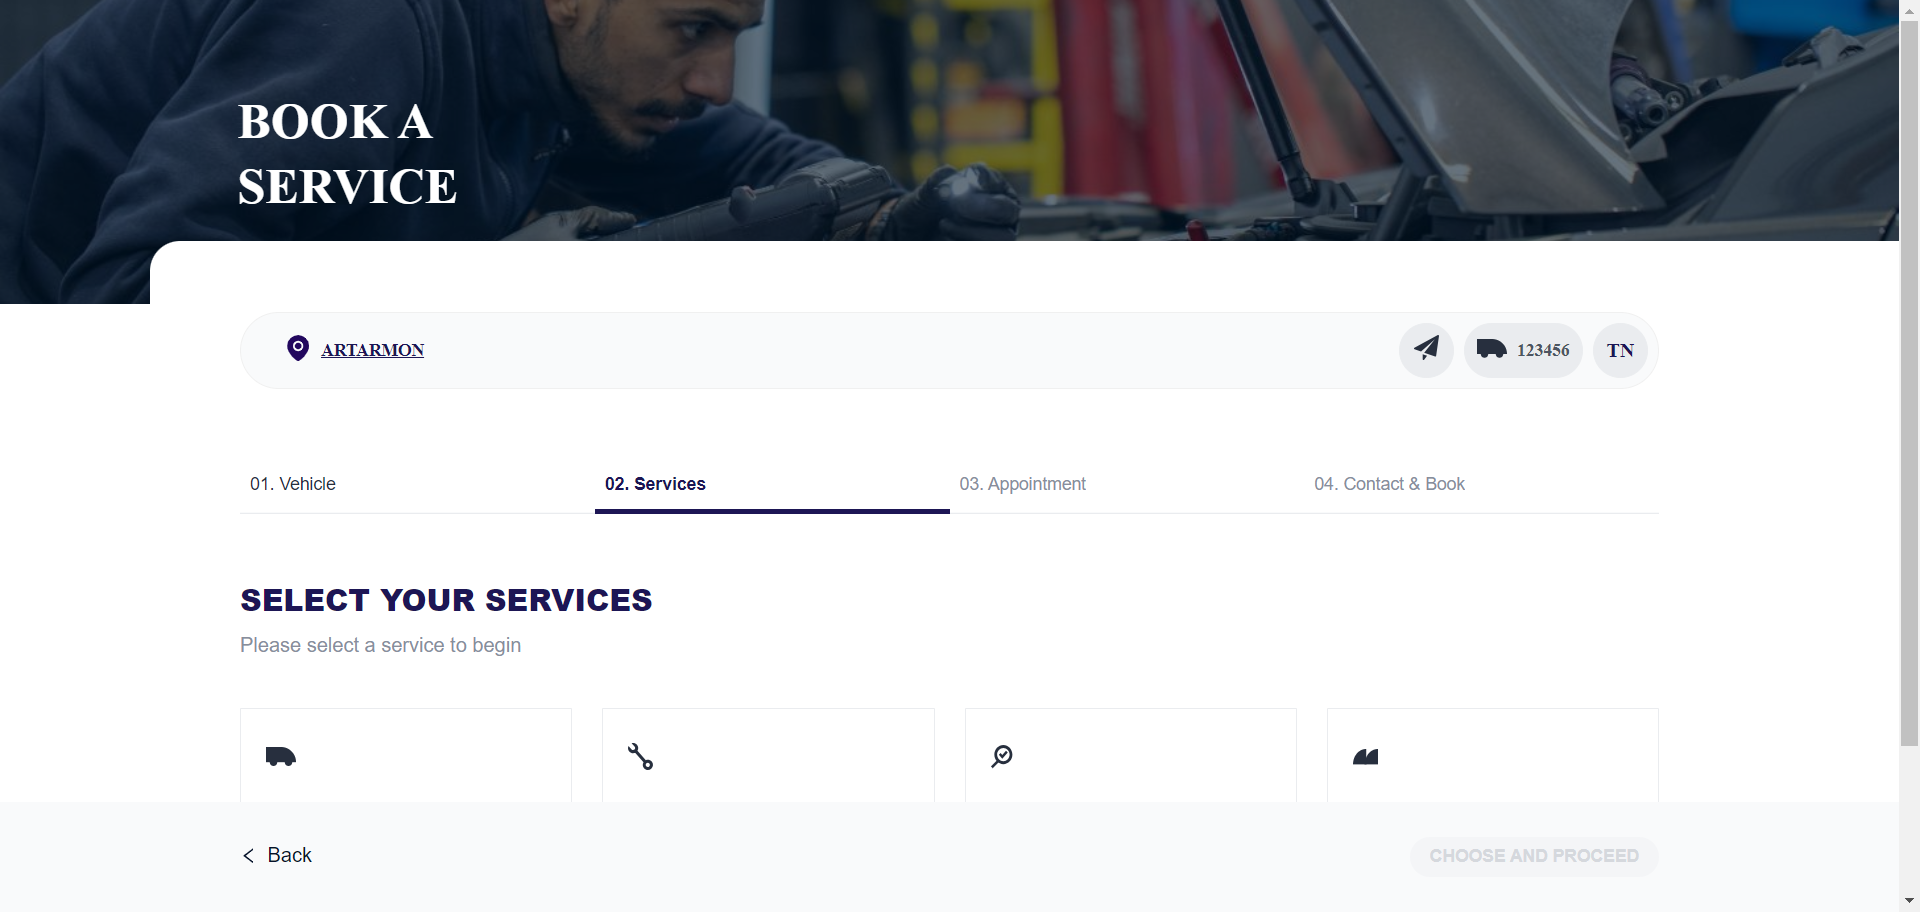 BOOK A
SERVICE
ARTARMON
123456
TN
01. Vehicle
02. Services
03. Appointment
04. Contact & Book
SELECT YOUR SERVICES
Please select a service to begin
Back
CHOOSE AND PROCEED